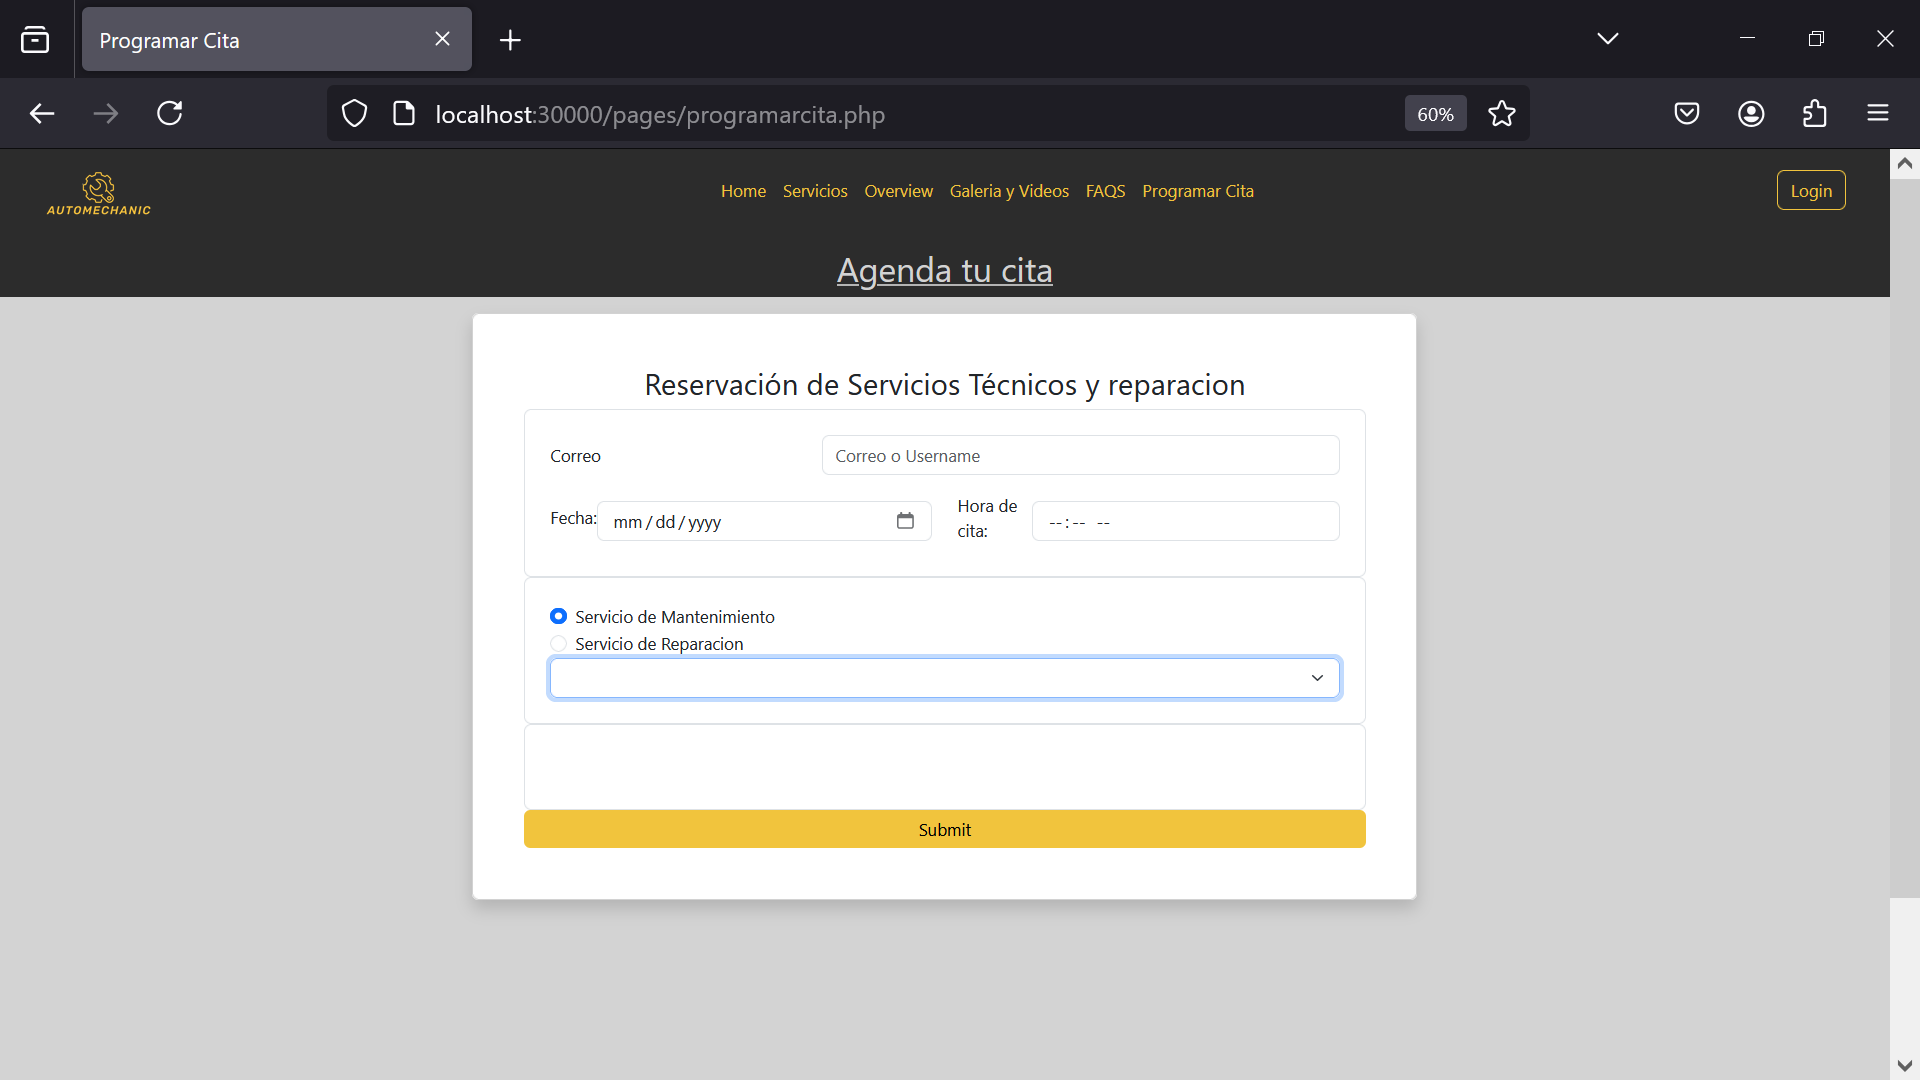 Programar Cita
localhost:30000/pages/programarcita.php
60%
AUTOMECHANIC
Home Servicios Overview Galeria y Videos FAQS Programar Cita
Login
Agenda tu cita
Reservación de Servicios Técnicos y reparacion
Correo
Correo o Username
Fecha:
mm/dd/yyyy
Hora de
cita:
--:-- --
Servicio de Mantenimiento
Servicio de Reparacion
Submit